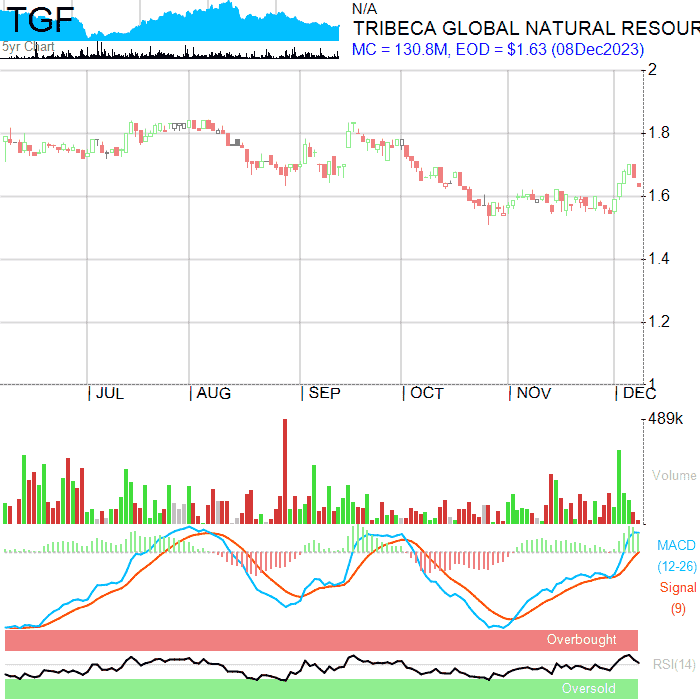 TGF
5yr Chart
N/A
TRIBECA GLOBAL NATURAL RESOUR
MC = 130.8M, EOD = $1.63 (08Dec2023)
2
1.8
1.6
1.4
1.2
1
JUL AUG SEP OCT NOV DEC
489k
Volume
MACD
(12-26)
Signal
(9)
Overbought
RSI(14)
Oversold